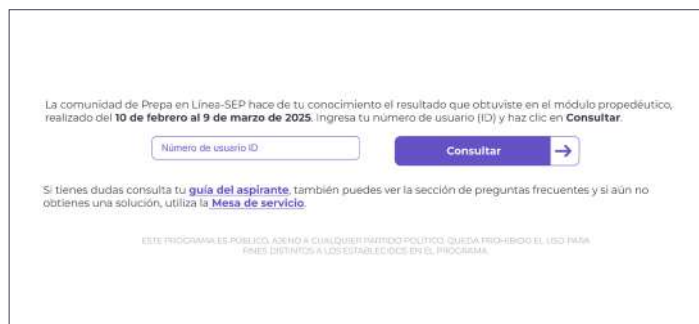 La comunidad de Prepa en Línea-SEP hace de tu conocimiento el resultado que obtuviste en el módulo propedéutico,
realizado del 10 de febrero al 9 de marzo de 2025. Ingresa tu número de usuario (ID) y haz clic en Consultar.
Número de usuario ID
Consultar
Si tienes dudas consulta tu guía del aspirante, también puedes ver la sección de preguntas frecuentes y si aún no
obtienes una solución, utiliza la Mesa de servicio.
ESTE PROGRAMA ES PÚBLICO, AJENO A CUALQUIER PARTIDO POLÍTICO. QUEDA PROHIBIDO EL USO PARA
FINES DISTINTOS A LOS ESTABLECIDOS EN EL PROGRAMA.